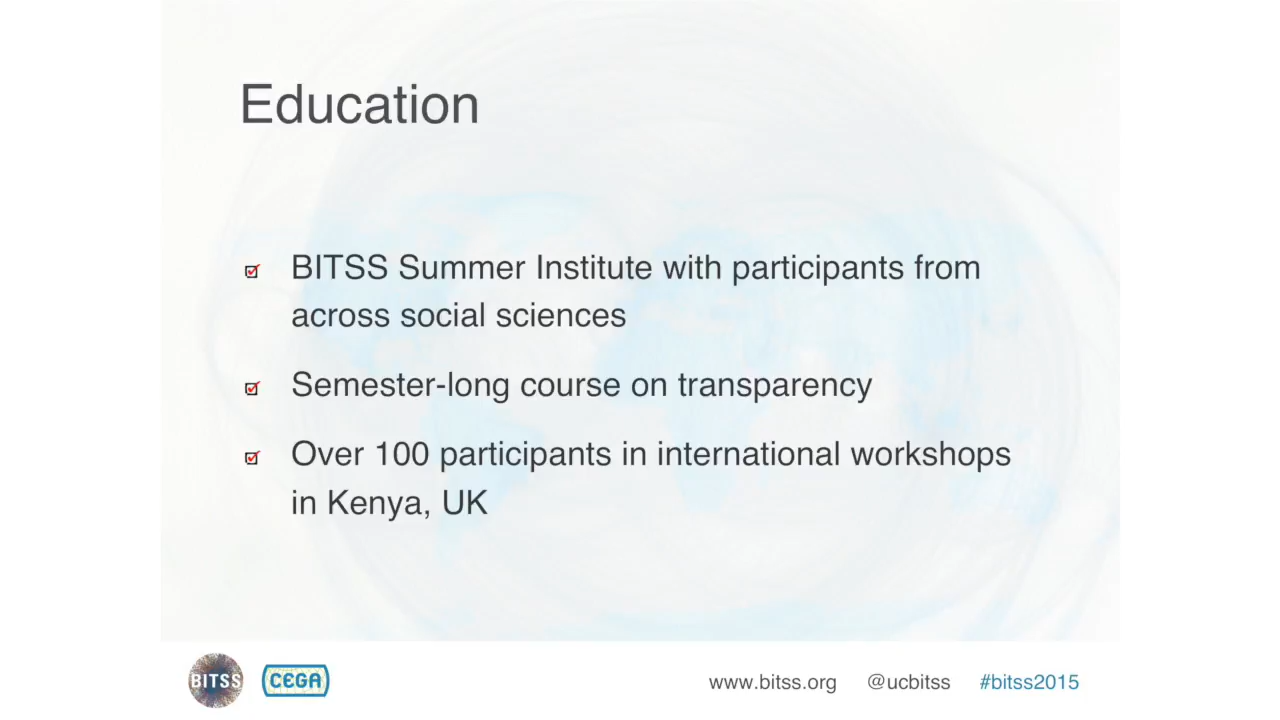 Education
BITSS Summer Institute with participants from
across social sciences
Semester-long course on transparency
Over 100 participants in international workshops
in Kenya, UK
BITSS CEGA www.bitss.org @ucbitss #bitss2015